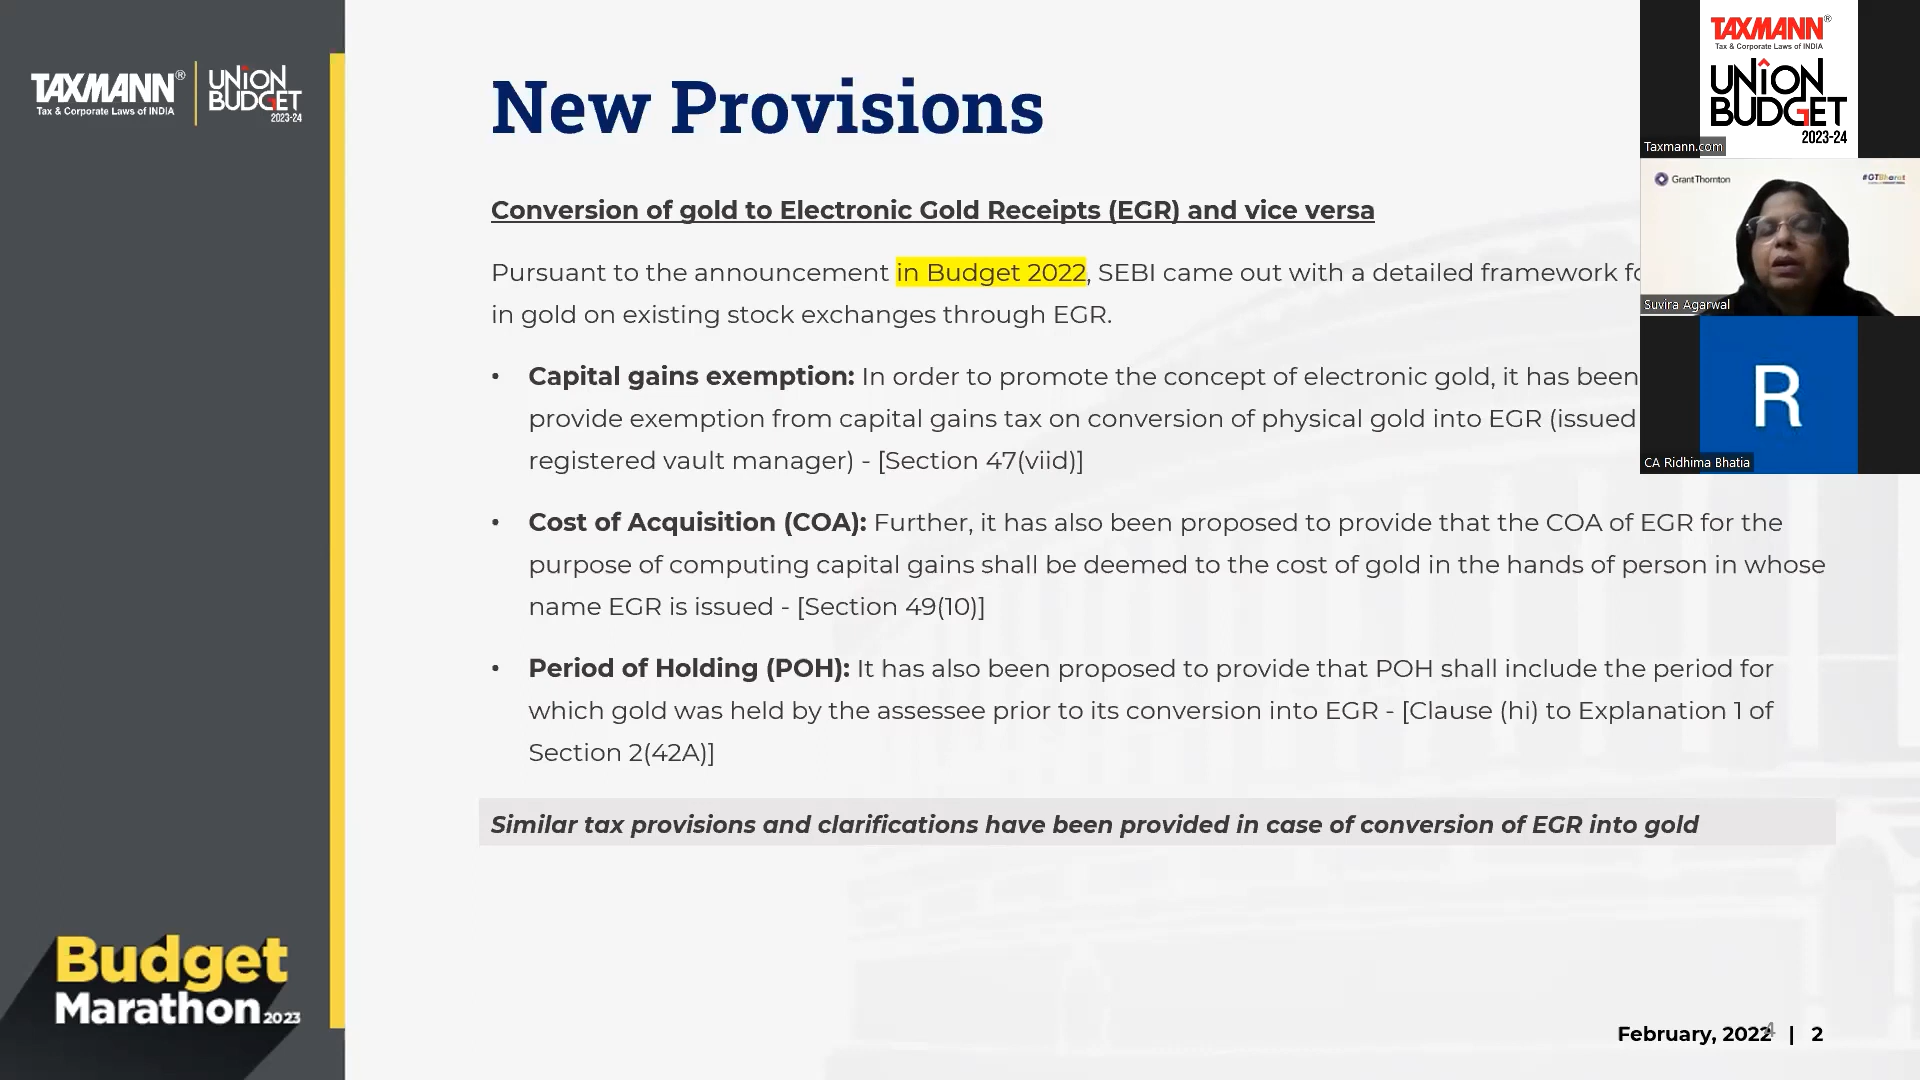 TAXMANN®
Tax & Corporate Laws of INDIA
UNION
BUDGET
2023-24
New Provisions
Conversion of gold to Electronic Gold Receipts (EGR) and vice versa
Pursuant to the announcement in Budget 2022, SEBI came out with a detailed framework
in gold on existing stock exchanges through EGR.
• Capital gains exemption: In order to promote the concept of electronic gold, it has been
provide exemption from capital gains tax on conversion of physical gold into EGR (issued
registered vault manager) - [Section 47(viid)]
• Cost of Acquisition (COA): Further, it has also been proposed to provide that the COA of EGR for the
purpose of computing capital gains shall be deemed to the cost of gold in the hands of person in whose
name EGR is issued - [Section 49(10)]
• Period of Holding (POH): It has also been proposed to provide that POH shall include the period for
which gold was held by the assessee prior to its conversion into EGR - [Clause (hi) to Explanation 1 of
Section 2(42A)]
Similar tax provisions and clarifications have been provided in case of conversion of EGR into gold
Budget
Marathon 2023
February, 2022 | 2
4
TAXMANN®
Tax & Corporate Laws of INDIA
UNION
BUDGET
2023-24
Taxmann.com
Grant Thornton
#GTBharat
Suvira Agarwal
R
CA Ridhima Bhatia